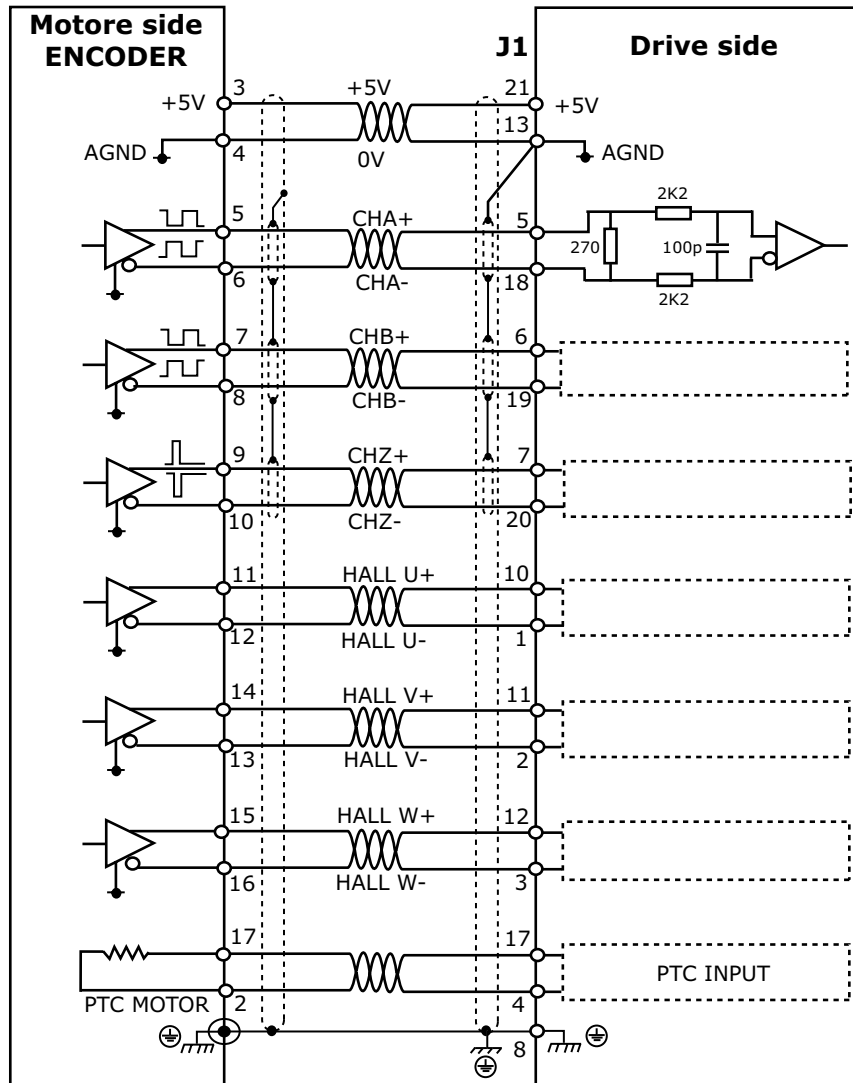 Motore side
ENCODER
J1
Drive side
3
+5V
21
+5V
+5V
13
AGND
4
0V
AGND
5
CHA+
5
2K2
270
100p
6
CHA-
18
2K2
7
CHB+
6
8
CHB-
19
9
CHZ+
7
10
CHZ-
20
11
HALL U+
10
12
HALL U-
1
14
HALL V+
11
13
HALL V-
2
15
HALL W+
12
16
HALL W-
3
17
17
PTC INPUT
PTC MOTOR
2
4
8